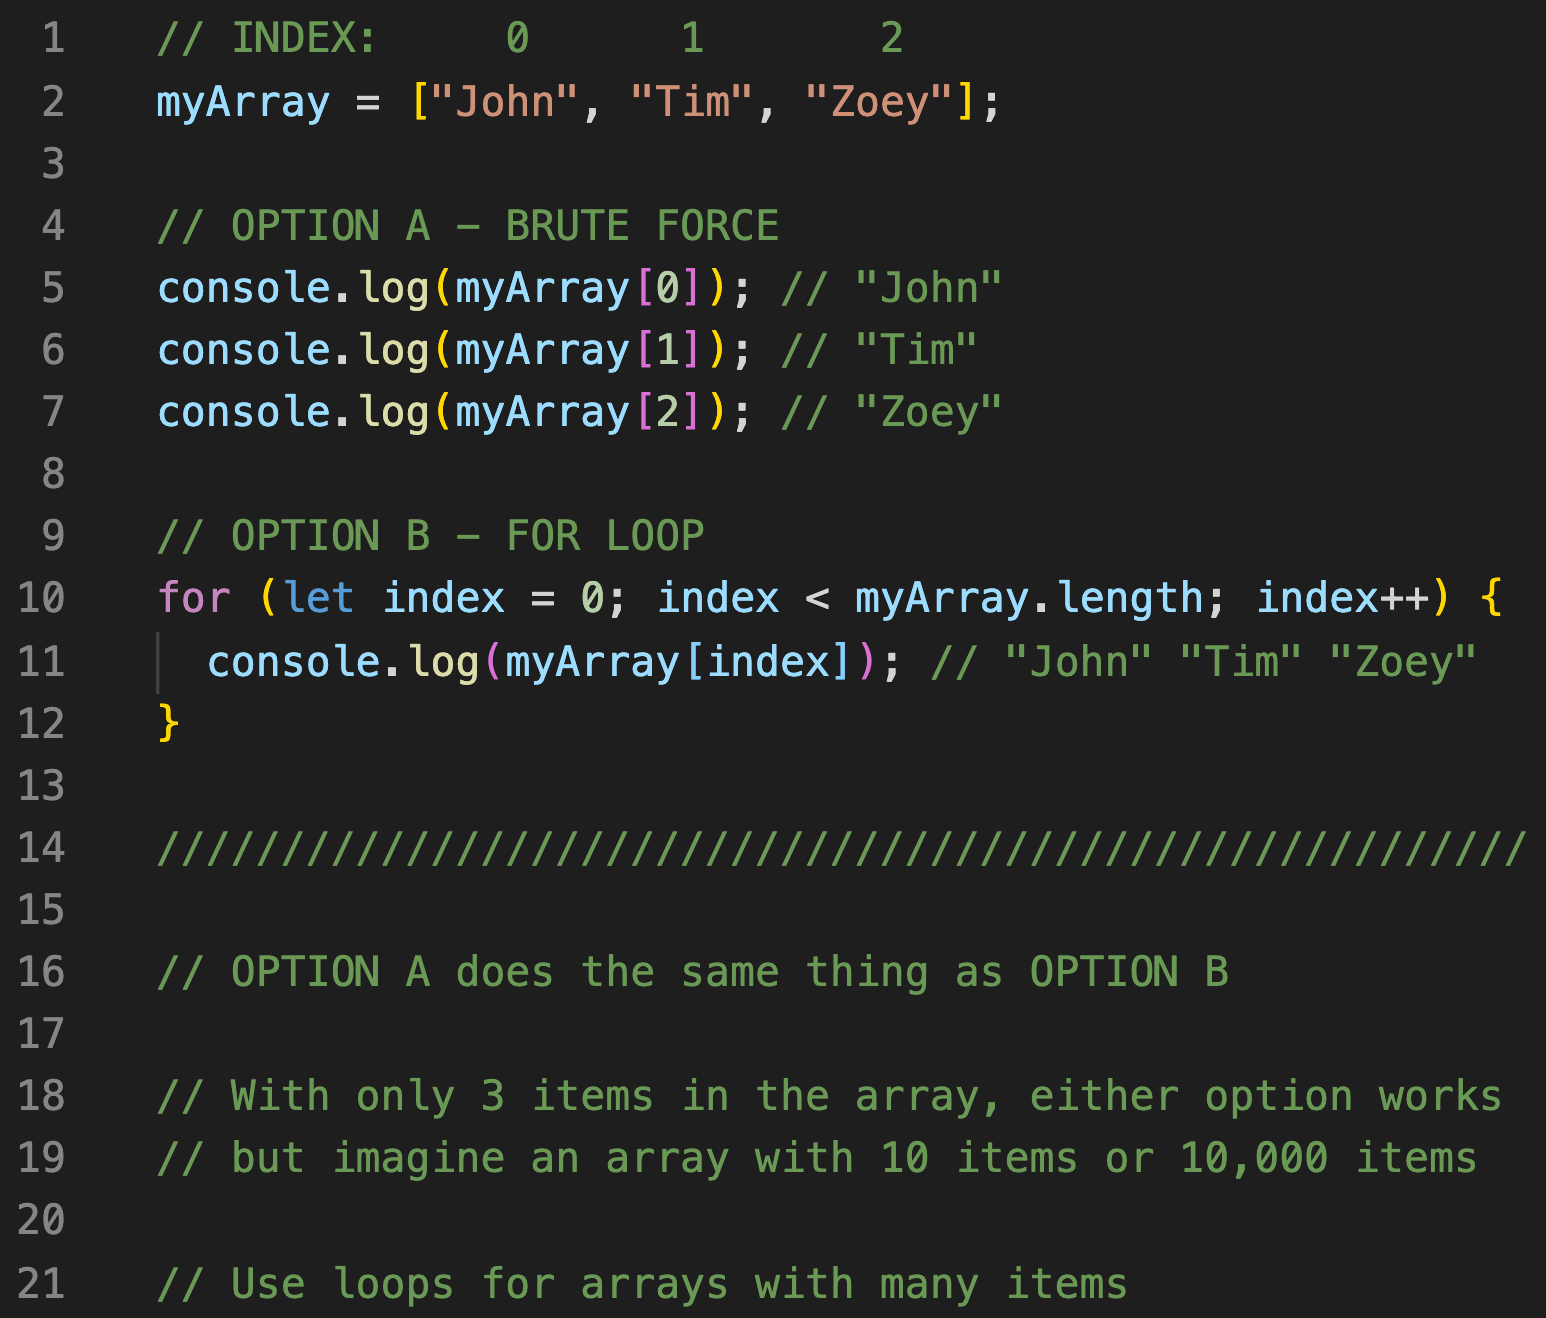 1 // INDEX:     0      1       2
2 myArray = ["John", "Tim", "Zoey"];
3
4 // OPTION A - BRUTE FORCE
5 console.log(myArray[0]); // "John"
6 console.log(myArray[1]); // "Tim"
7 console.log(myArray[2]); // "Zoey"
8
9 // OPTION B - FOR LOOP
10 for (let index = 0; index < myArray.length; index++) {
11   console.log(myArray[index]); // "John" "Tim" "Zoey"
12 }
13
14 ///////////////////////////////////////////////////////
15
16 // OPTION A does the same thing as OPTION B
17
18 // With only 3 items in the array, either option works
19 // but imagine an array with 10 items or 10,000 items
20
21 // Use loops for arrays with many items